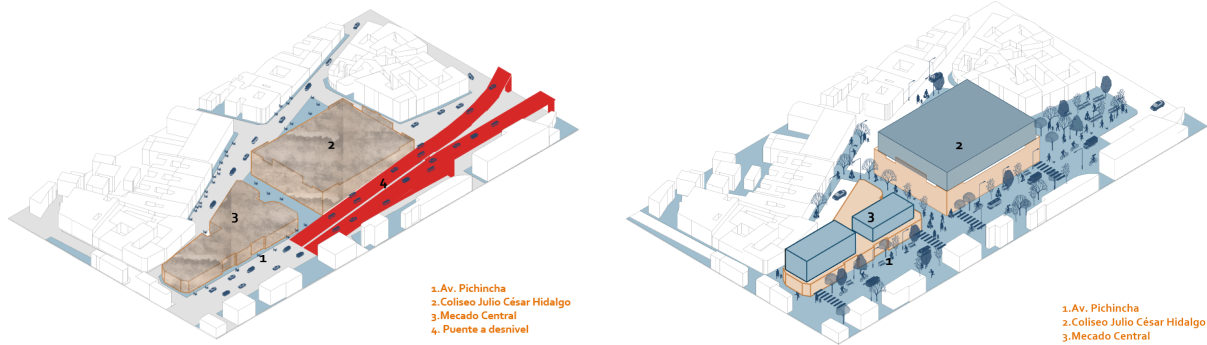 2
4
3
1
1.Av. Pichincha
2.Coliseo Julio César Hidalgo
3.Mecado Central
4. Puente a desnivel
2
3
1
1.Av. Pichincha
2.Coliseo Julio César Hidalgo
3.Mecado Central